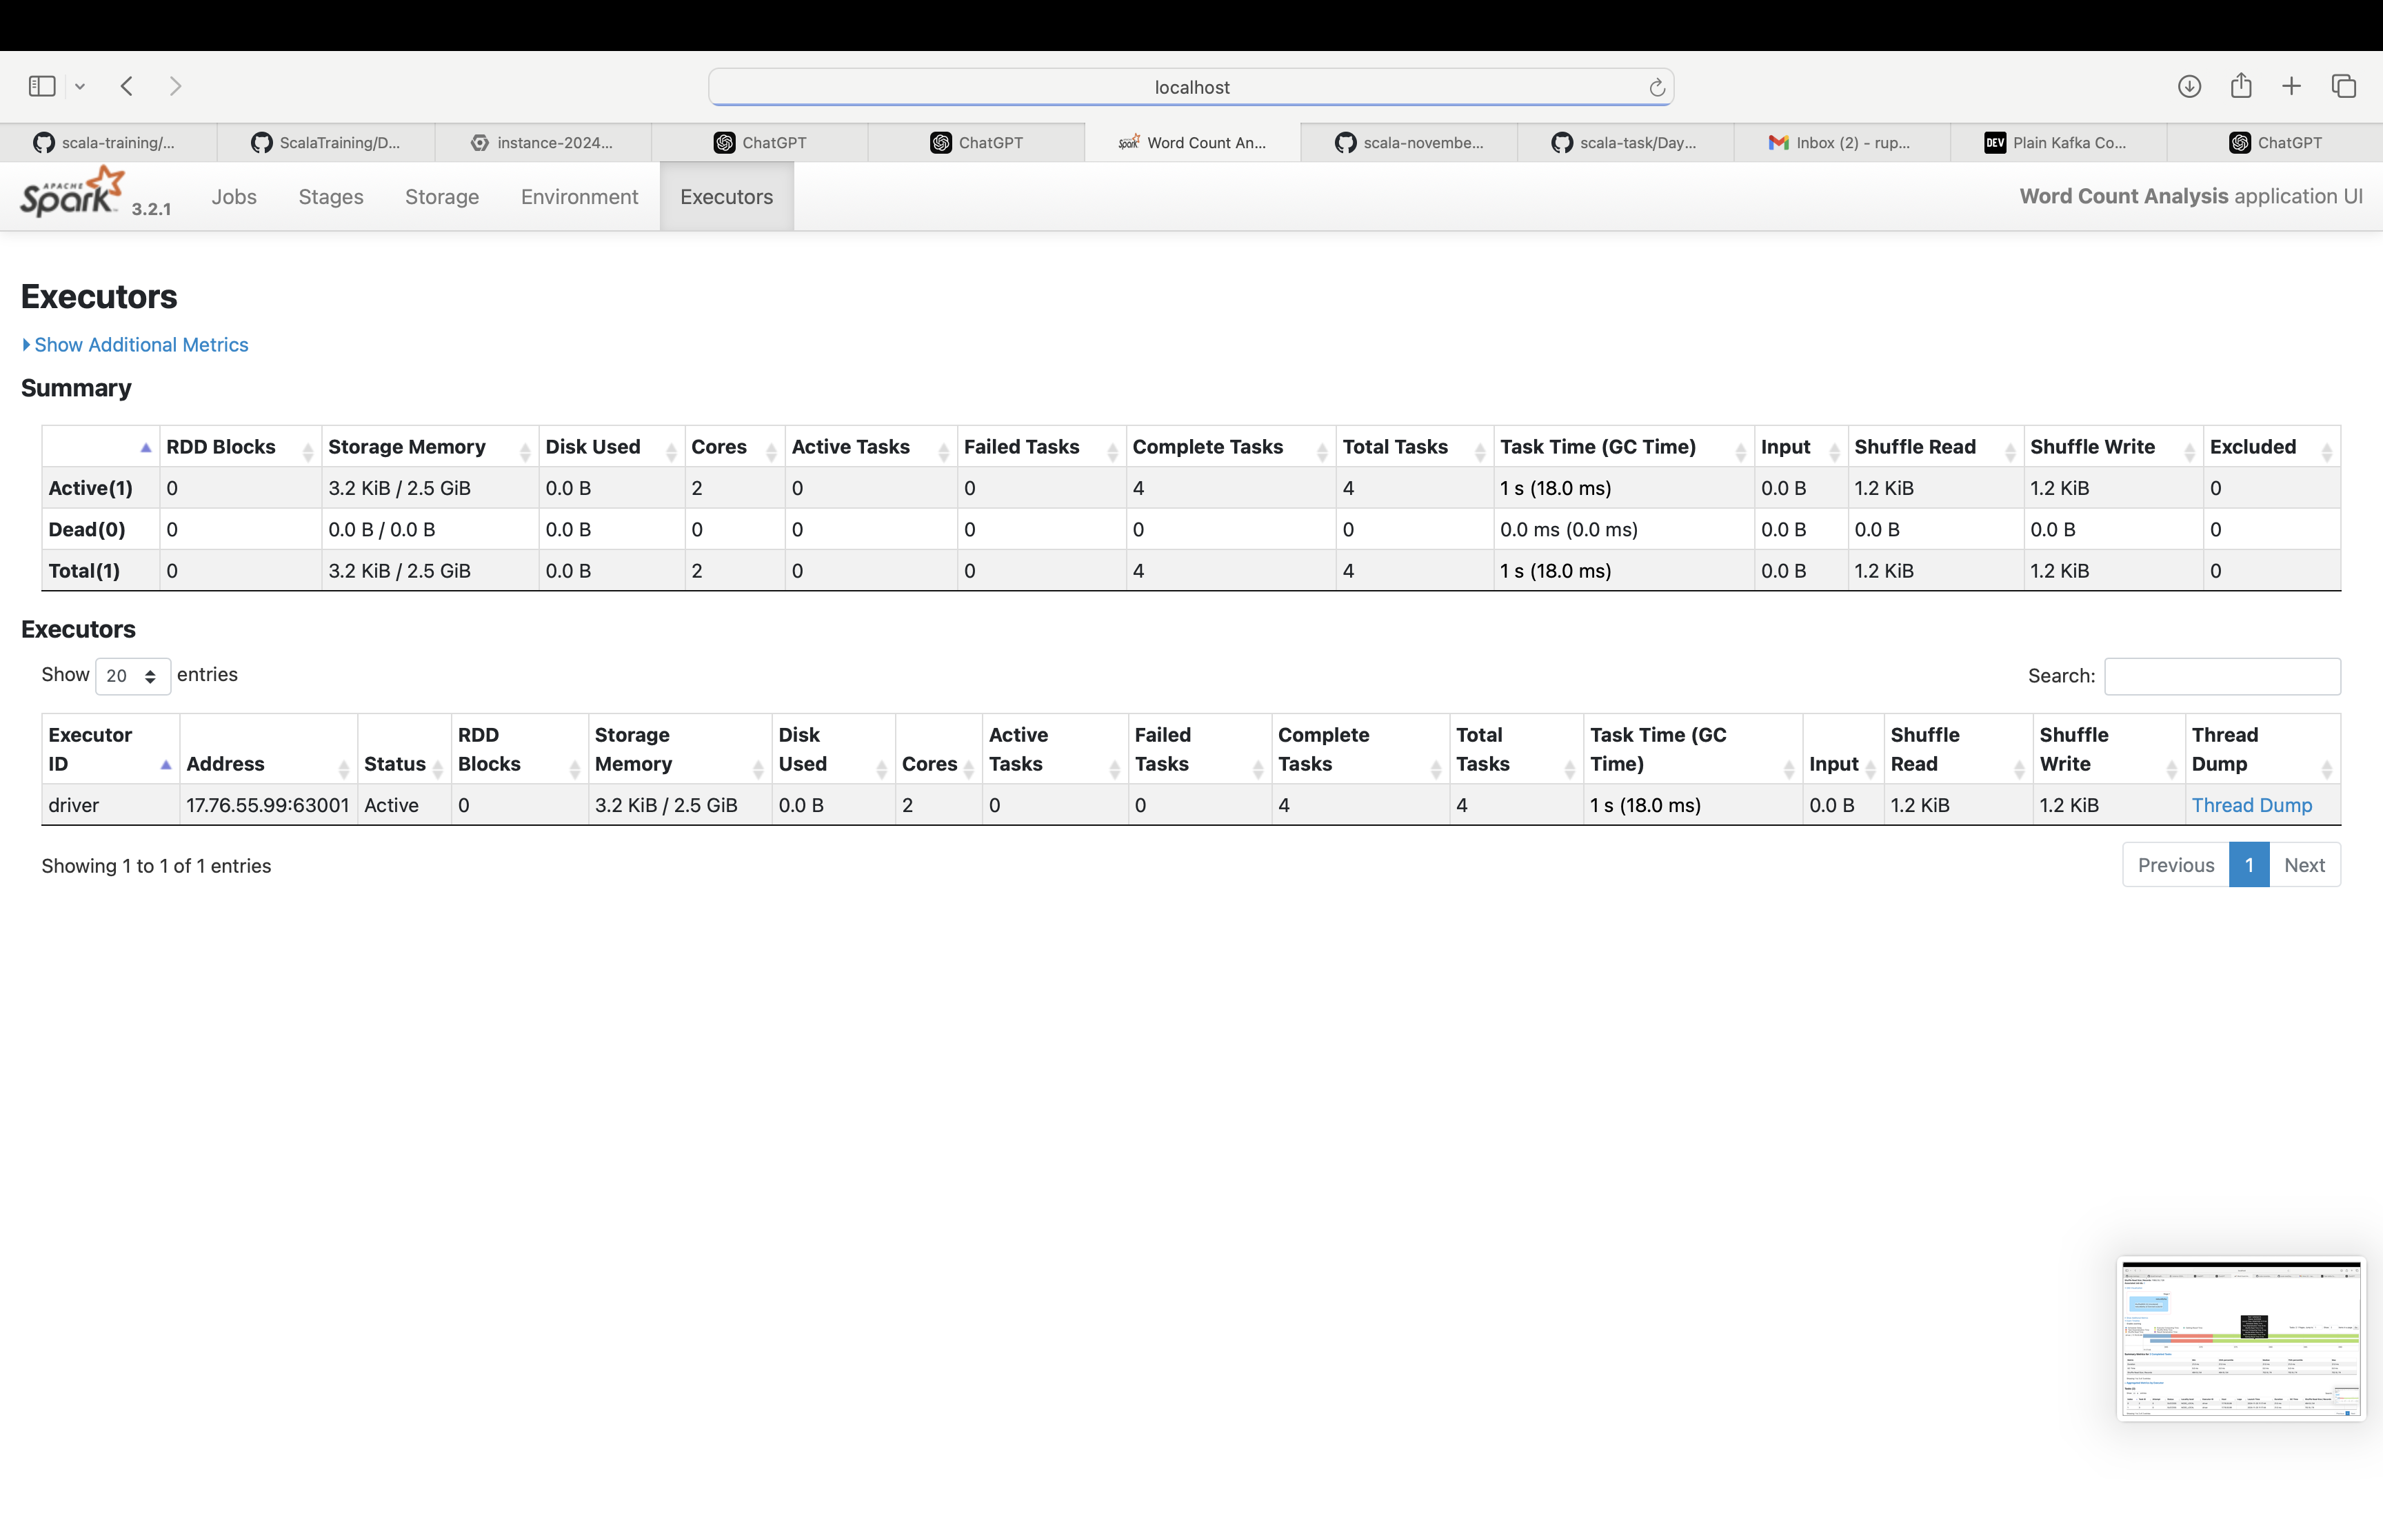 localhost
scala-training/... ScalaTraining/D... instance-2024... ChatGPT ChatGPT Word Count An... scala-novembe... scala-task/Day... Inbox (2) - rup... DEV Plain Kafka Co... ChatGPT
APACHE Spark 3.2.1 Jobs Stages Storage Environment Executors Word Count Analysis application UI
Executors
Show Additional Metrics
Summary
RDD Blocks Storage Memory Disk Used Cores Active Tasks Failed Tasks Complete Tasks Total Tasks Task Time (GC Time) Input Shuffle Read Shuffle Write Excluded
Active(1) 0 3.2 KiB / 2.5 GiB 0.0 B 2 0 0 4 4 1 s (18.0 ms) 0.0 B 1.2 KiB 1.2 KiB 0
Dead(0) 0 0.0 B / 0.0 B 0.0 B 0 0 0 0 0 0.0 ms (0.0 ms) 0.0 B 0.0 B 0.0 B 0
Total(1) 0 3.2 KiB / 2.5 GiB 0.0 B 2 0 0 4 4 1 s (18.0 ms) 0.0 B 1.2 KiB 1.2 KiB 0
Executors
Show 20 entries Search:
Executor ID Address Status RDD Blocks Storage Memory Disk Used Cores Active Tasks Failed Tasks Complete Tasks Total Tasks Task Time (GC Time) Input Shuffle Read Shuffle Write Thread Dump
driver 17.76.55.99:63001 Active 0 3.2 KiB / 2.5 GiB 0.0 B 2 0 0 4 4 1 s (18.0 ms) 0.0 B 1.2 KiB 1.2 KiB Thread Dump
Showing 1 to 1 of 1 entries Previous 1 Next